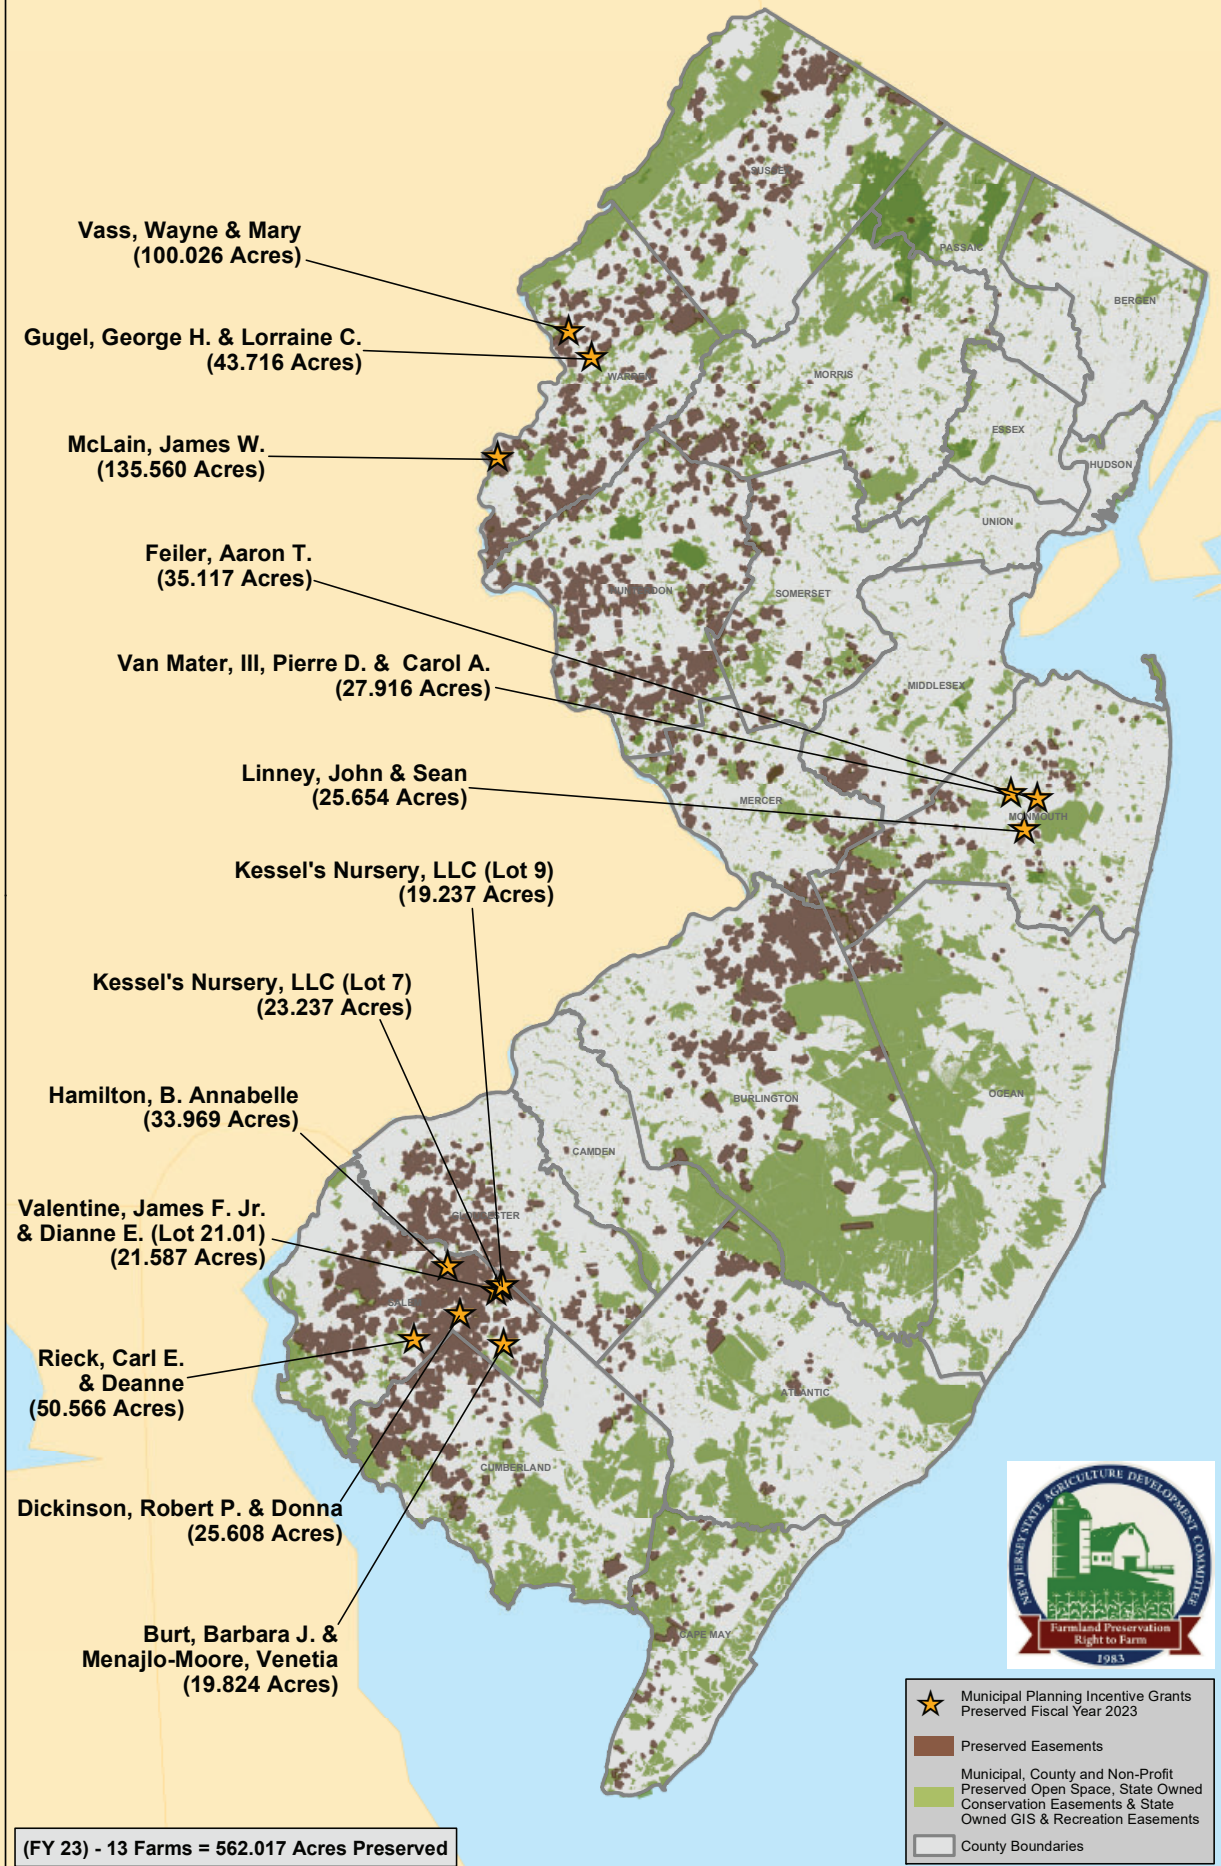 Vass, Wayne & Mary
(100.026 Acres)
Gugel, George H. & Lorraine C.
(43.716 Acres)
McLain, James W.
(135.560 Acres)
Feiler, Aaron T.
(35.117 Acres)
Van Mater, III, Pierre D. & Carol A.
(27.916 Acres)
Linney, John & Sean
(25.654 Acres)
Kessel's Nursery, LLC (Lot 9)
(19.237 Acres)
Kessel's Nursery, LLC (Lot 7)
(23.237 Acres)
Hamilton, B. Annabelle
(33.969 Acres)
Valentine, James F. Jr.
& Dianne E. (Lot 21.01)
(21.587 Acres)
Rieck, Carl E.
& Deanne
(50.566 Acres)
Dickinson, Robert P. & Donna
(25.608 Acres)
Burt, Barbara J. &
Menajlo-Moore, Venetia
(19.824 Acres)
SUSSEX
PASSAIC
BERGEN
WARREN
MORRIS
ESSEX
HUDSON
UNION
HUNTERDON
SOMERSET
MIDDLESEX
MERCER
MONMOUTH
OCEAN
BURLINGTON
CAMDEN
GLOUCESTER
SALEM
ATLANTIC
CUMBERLAND
CAPE MAY
NEW JERSEY STATE AGRICULTURE DEVELOPMENT COMMITTEE
Farmland Preservation
Right to Farm
1983
Municipal Planning Incentive Grants
Preserved Fiscal Year 2023
Preserved Easements
Municipal, County and Non-Profit
Preserved Open Space, State Owned
Conservation Easements & State
Owned GIS & Recreation Easements
County Boundaries
(FY 23) - 13 Farms = 562.017 Acres Preserved